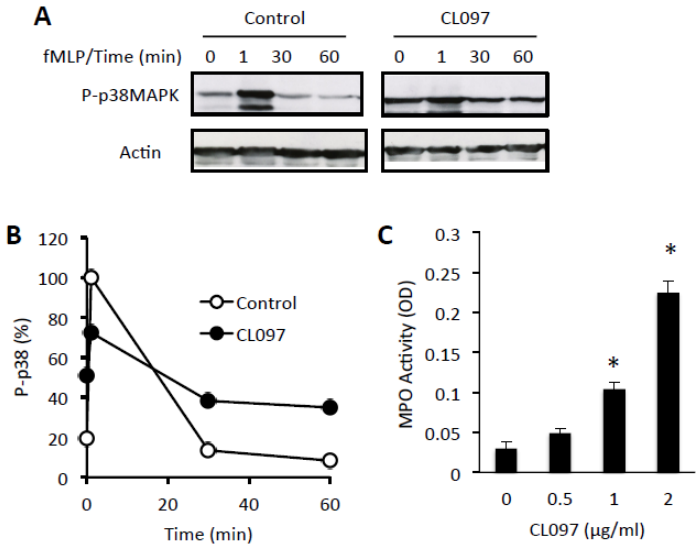 A
Control
CL097
fMLP/Time (min) 0 1 30 60 0 1 30 60
P-p38MAPK
Actin
B
120
100
80
60
40
20
0
P-p38 (%)
Control
CL097
0 20 40 60
Time (min)
C
0.3
0.25
0.2
0.15
0.1
0.05
0
MPO Activity (OD)
*
*
0 0.5 1 2
CL097 (µg/ml)